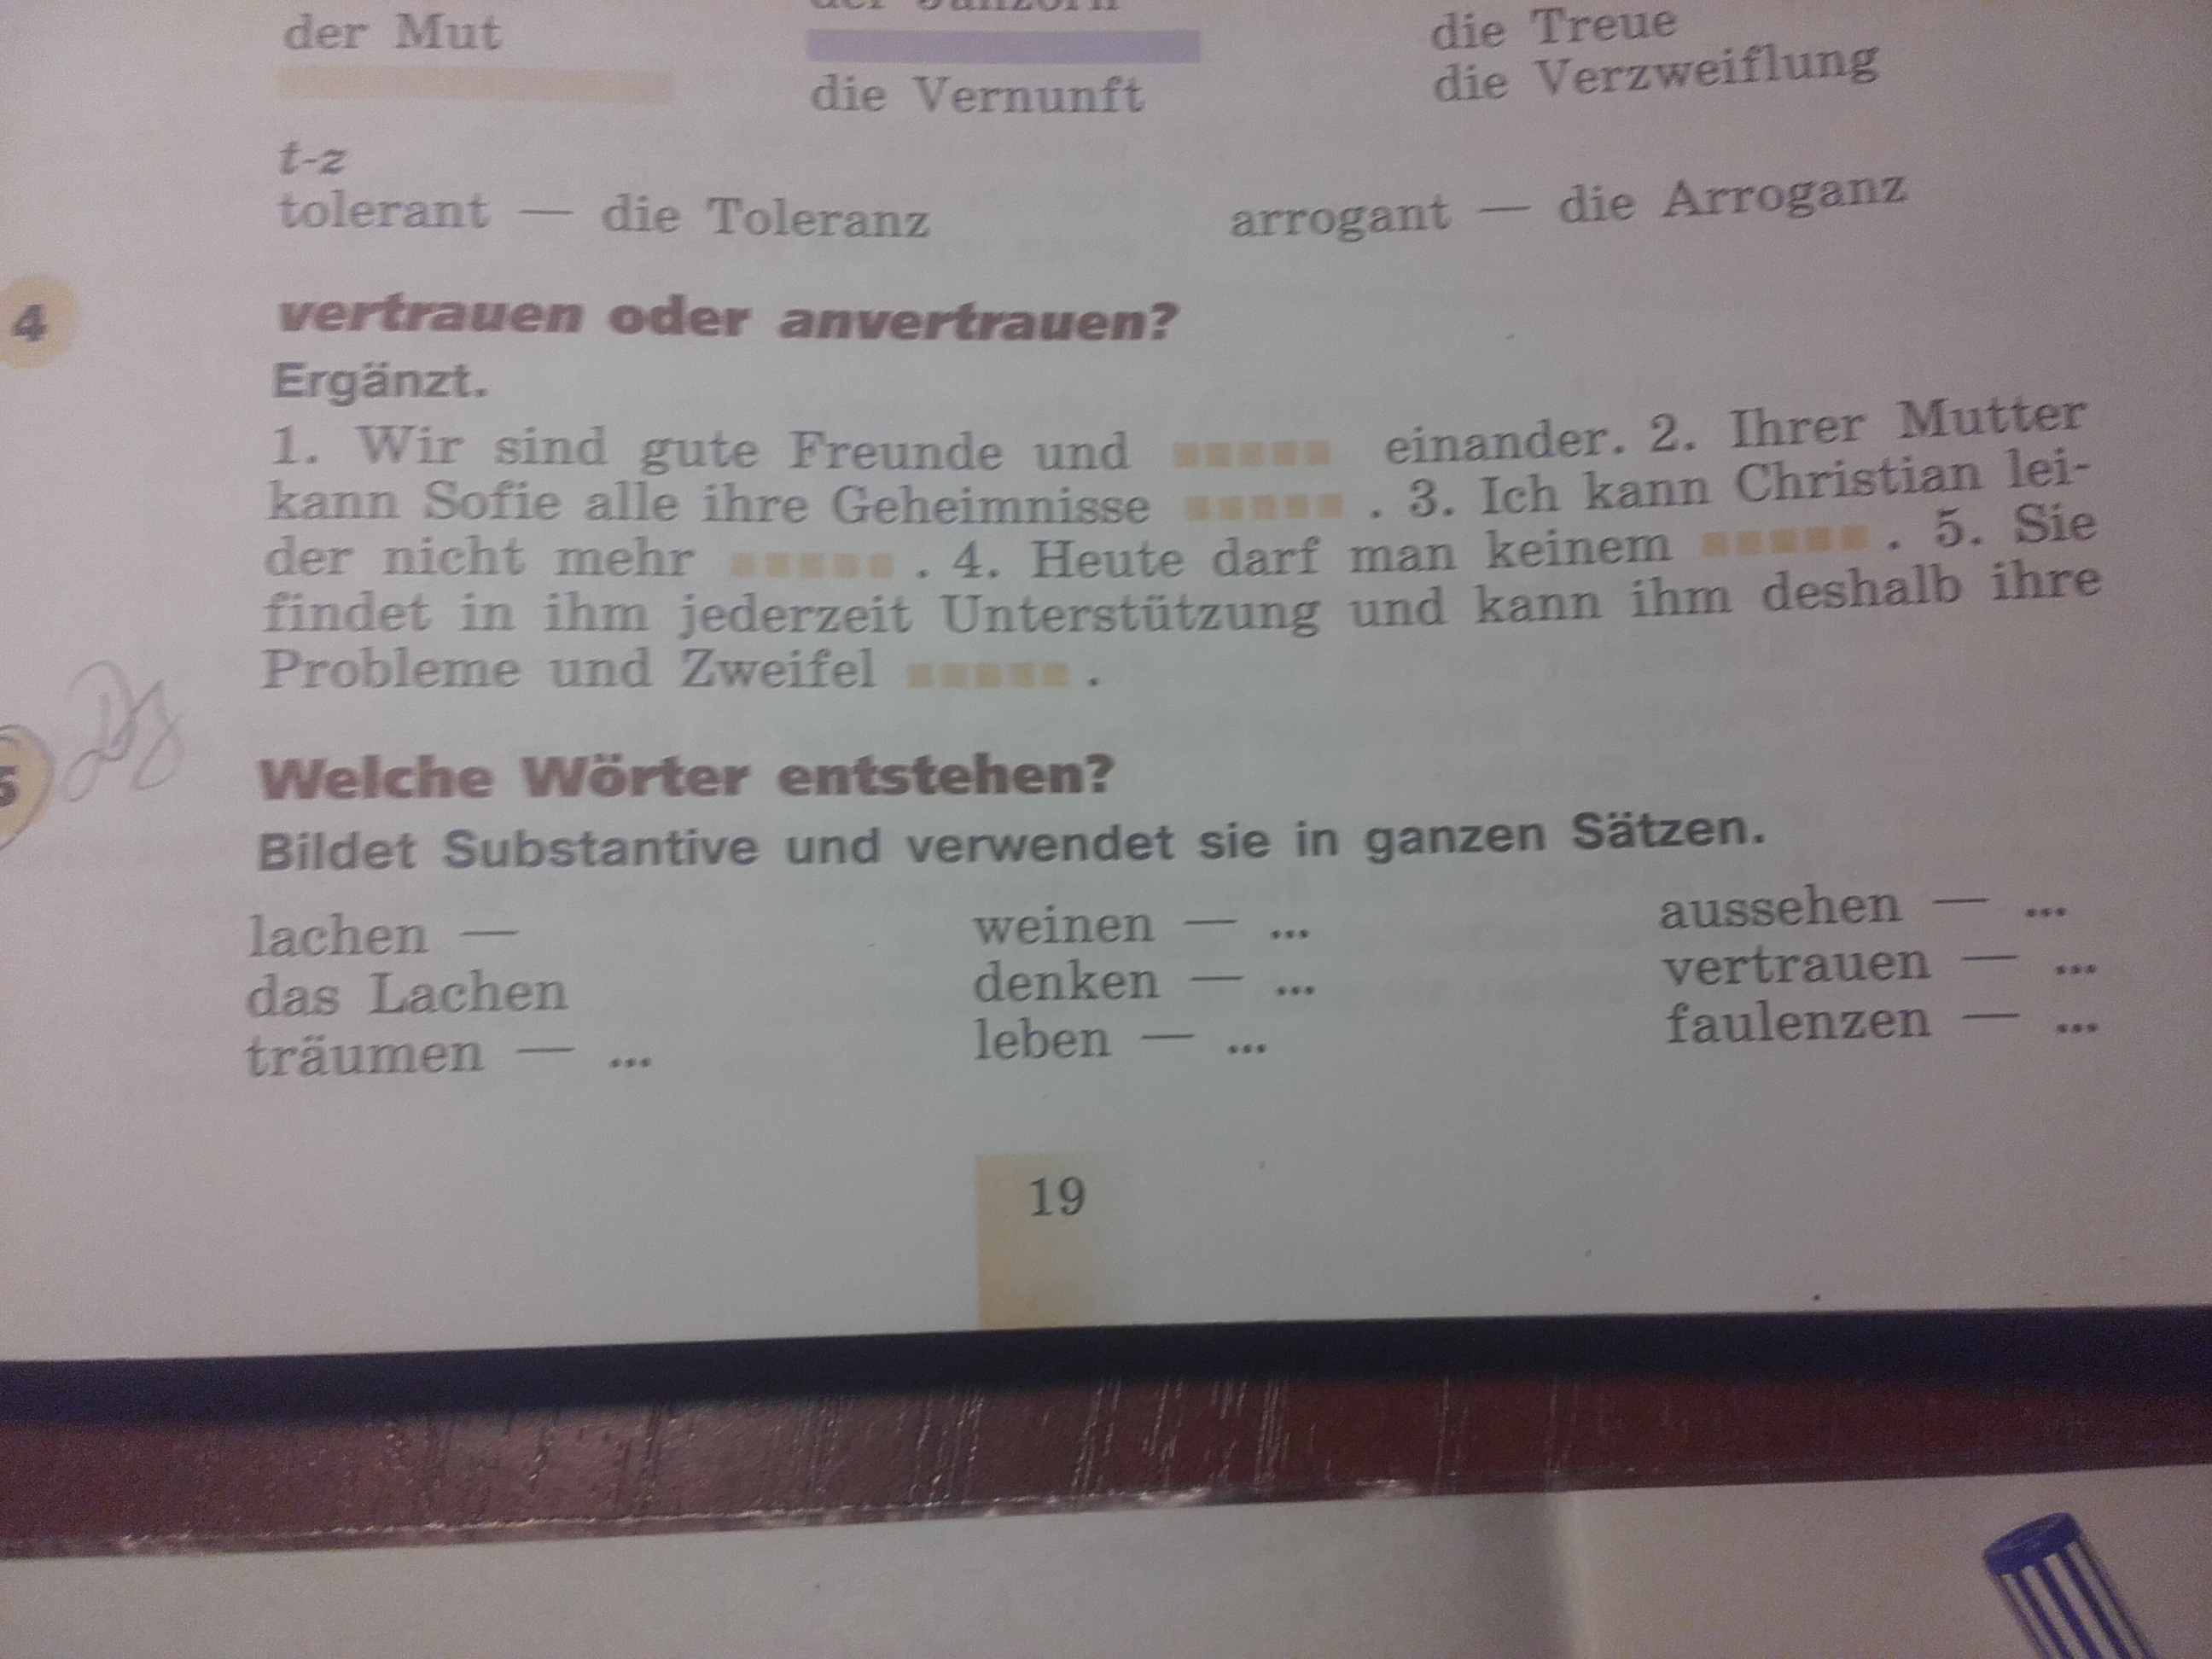 der Mut
die Vernunft
die Treue
die Verzweiflung
t-z
tolerant — die Toleranz
arrogant — die Arroganz
4
vertrauen oder anvertrauen?
Ergänzt.
1. Wir sind gute Freunde und einander. 2. Ihrer Mutter
kann Sofie alle ihre Geheimnisse . 3. Ich kann Christian lei-
der nicht mehr . 4. Heute darf man keinem . 5. Sie
findet in ihm jederzeit Unterstützung und kann ihm deshalb ihre
Probleme und Zweifel .
5
Welche Wörter entstehen?
Bildet Substantive und verwendet sie in ganzen Sätzen.
lachen —
das Lachen
träumen — ...
weinen — ...
denken — ...
leben — ...
aussehen — ...
vertrauen — ...
faulenzen — ...
19